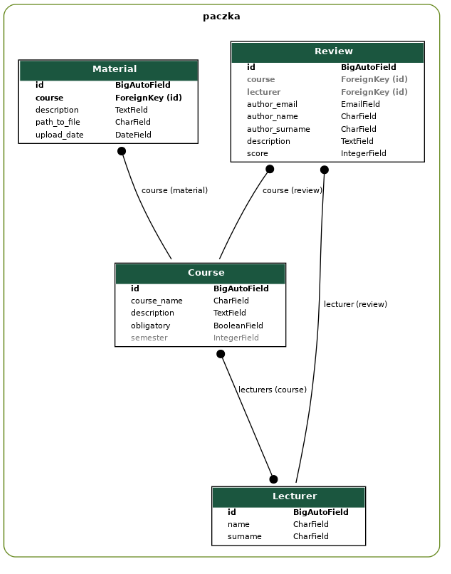 paczka
Material
id BigAutoField
course ForeignKey (id)
description TextField
path_to_file CharField
upload_date DateField
Review
id BigAutoField
course ForeignKey (id)
lecturer ForeignKey (id)
author_email EmailField
author_name CharField
author_surname CharField
description TextField
score IntegerField
course (material)
course (review)
Course
id BigAutoField
course_name CharField
description TextField
obligatory BooleanField
semester IntegerField
lecturer (review)
lecturers (course)
Lecturer
id BigAutoField
name CharField
surname CharField